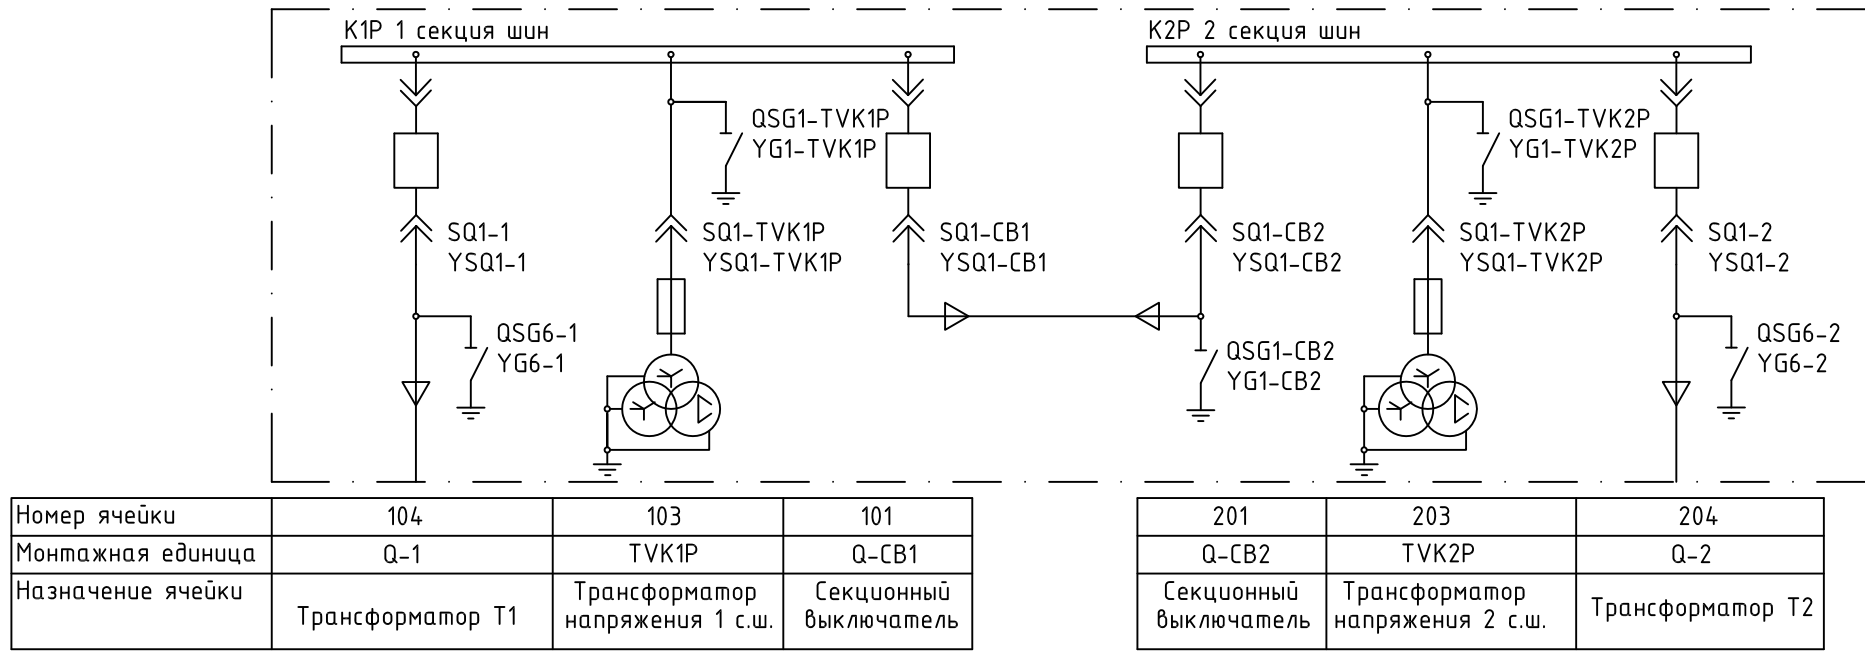 К1Р 1 секция шин
К2Р 2 секция шин
QSG1-TVK1P
YG1-TVK1P
QSG1-TVK2P
YG1-TVK2P
SQ1-1
YSQ1-1
SQ1-TVK1P
YSQ1-TVK1P
SQ1-CB1
YSQ1-CB1
SQ1-CB2
YSQ1-CB2
SQ1-TVK2P
YSQ1-TVK2P
SQ1-2
YSQ1-2
QSG6-1
YG6-1
QSG1-CB2
YG1-CB2
QSG6-2
YG6-2
Номер ячейки 104 103 101 201 203 204
Монтажная единица Q-1 TVK1P Q-CB1 Q-CB2 TVK2P Q-2
Назначение ячейки
Трансформатор Т1
Трансформатор
напряжения 1 с.ш.
Секционный
выключатель
Секционный
выключатель
Трансформатор
напряжения 2 с.ш.
Трансформатор Т2